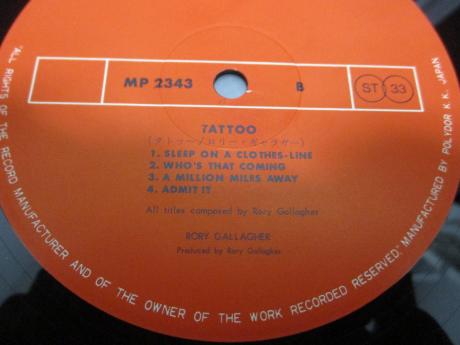 MP 2343
B
ST 33
TATTOO
(タトゥー/ロリー・ギャラガー)
1. SLEEP ON A CLOTHES-LINE
2. WHO'S THAT COMING
3. A MILLION MILES AWAY
4. ADMIT IT
All titles composed by Rory Gallagher
RORY GALLAGHER
Produced by Rory Gallagher
"ALL RIGHTS OF THE RECORD MANUFACTURER AND OF THE OWNER OF THE WORK RECORDED RESERVED." MANUFACTURED BY POLYDOR K.K. JAPAN